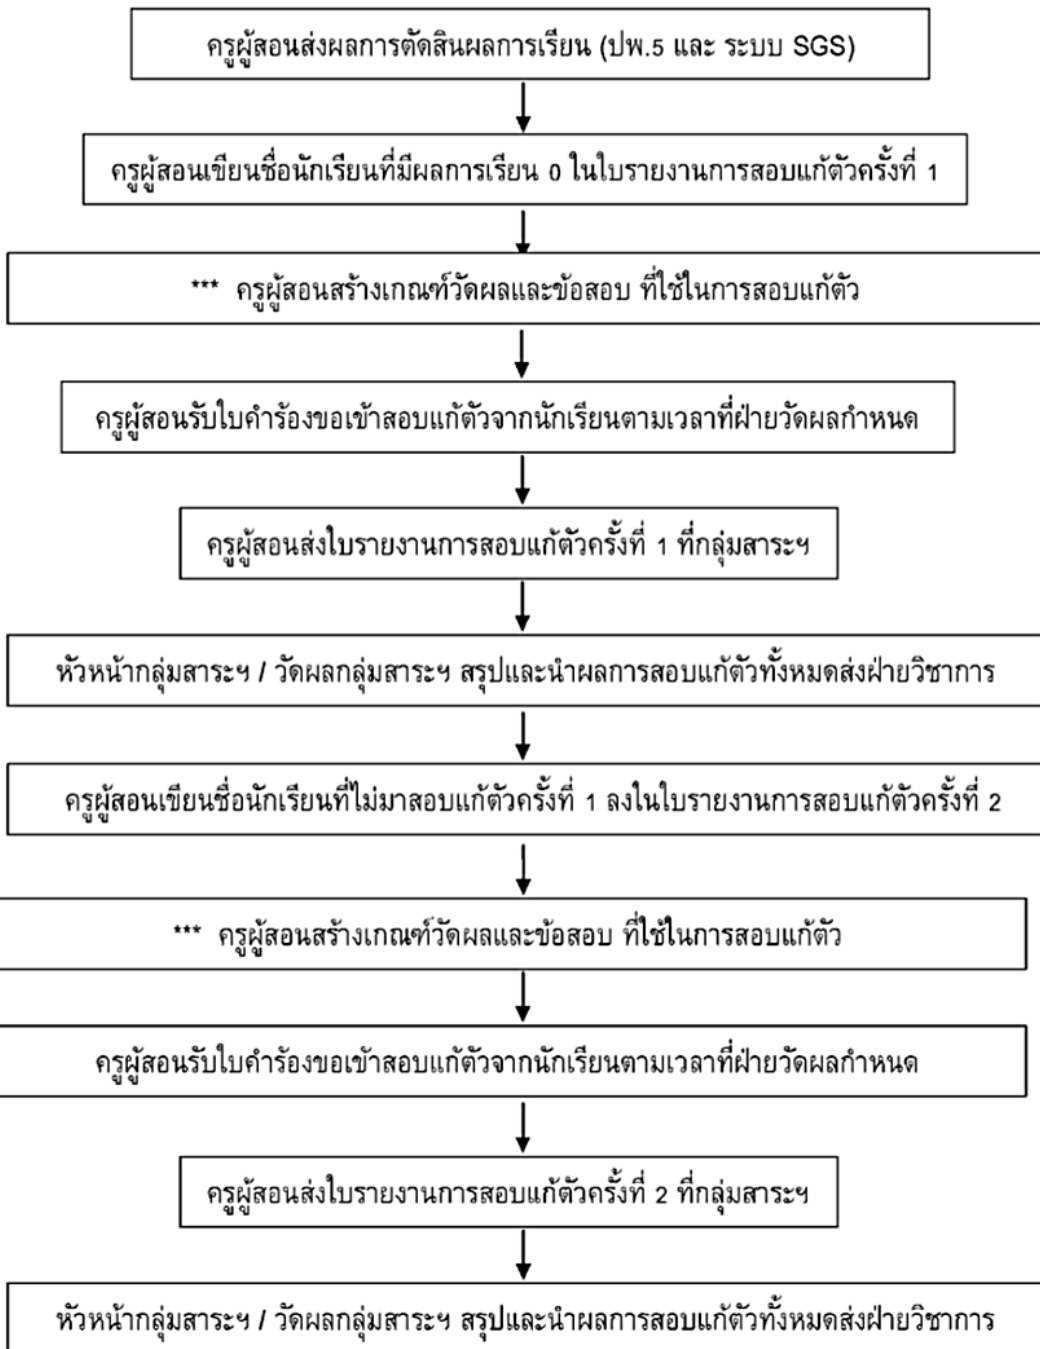 ครูผู้สอนส่งผลการตัดสินผลการเรียน (ปพ.5 และ ระบบ SGS)
ครูผู้สอนเขียนชื่อนักเรียนที่มีผลการเรียน 0 ในใบรายงานการสอบแก้ตัวครั้งที่ 1
*** ครูผู้สอนสร้างเกณฑ์วัดผลและข้อสอบ ที่ใช้ในการสอบแก้ตัว
ครูผู้สอนรับใบคำร้องขอเข้าสอบแก้ตัวจากนักเรียนตามเวลาที่ฝ่ายวัดผลกำหนด
ครูผู้สอนส่งใบรายงานการสอบแก้ตัวครั้งที่ 1 ที่กลุ่มสาระฯ
หัวหน้ากลุ่มสาระฯ / วัดผลกลุ่มสาระฯ สรุปและนำผลการสอบแก้ตัวทั้งหมดส่งฝ่ายวิชาการ
ครูผู้สอนเขียนชื่อนักเรียนที่ไม่มาสอบแก้ตัวครั้งที่ 1 ลงในใบรายงานการสอบแก้ตัวครั้งที่ 2
*** ครูผู้สอนสร้างเกณฑ์วัดผลและข้อสอบ ที่ใช้ในการสอบแก้ตัว
ครูผู้สอนรับใบคำร้องขอเข้าสอบแก้ตัวจากนักเรียนตามเวลาที่ฝ่ายวัดผลกำหนด
ครูผู้สอนส่งใบรายงานการสอบแก้ตัวครั้งที่ 2 ที่กลุ่มสาระฯ
หัวหน้ากลุ่มสาระฯ / วัดผลกลุ่มสาระฯ สรุปและนำผลการสอบแก้ตัวทั้งหมดส่งฝ่ายวิชาการ